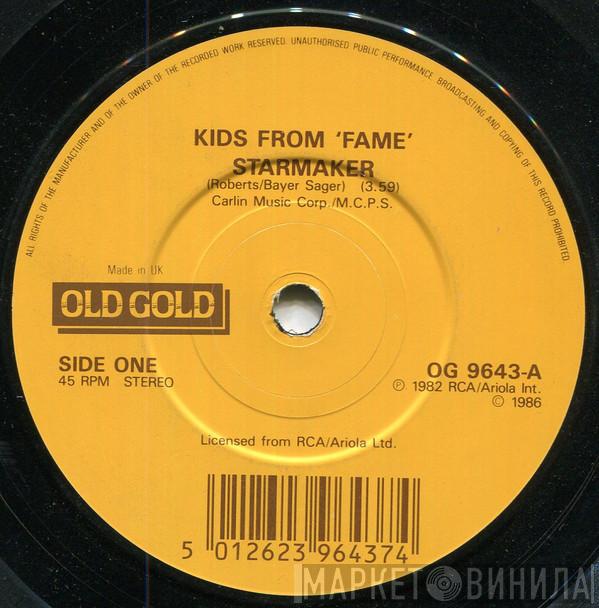 ALL RIGHTS OF THE MANUFACTURER AND OF THE OWNER OF THE RECORDED WORK RESERVED. UNAUTHORISED PUBLIC PERFORMANCE BROADCASTING AND COPYING OF THIS RECORD PROHIBITED.
KIDS FROM ‘FAME’
STARMAKER
(Roberts/Bayer Sager) (3.59)
Carlin Music Corp./M.C.P.S.
Made in UK
OLD GOLD
SIDE ONE
45 RPM STEREO
OG 9643-A
℗ 1982 RCA/Ariola Int.
© 1986
Licensed from RCA/Ariola Ltd.
5 012623 964374
МАРКЕТ ВИНИЛА